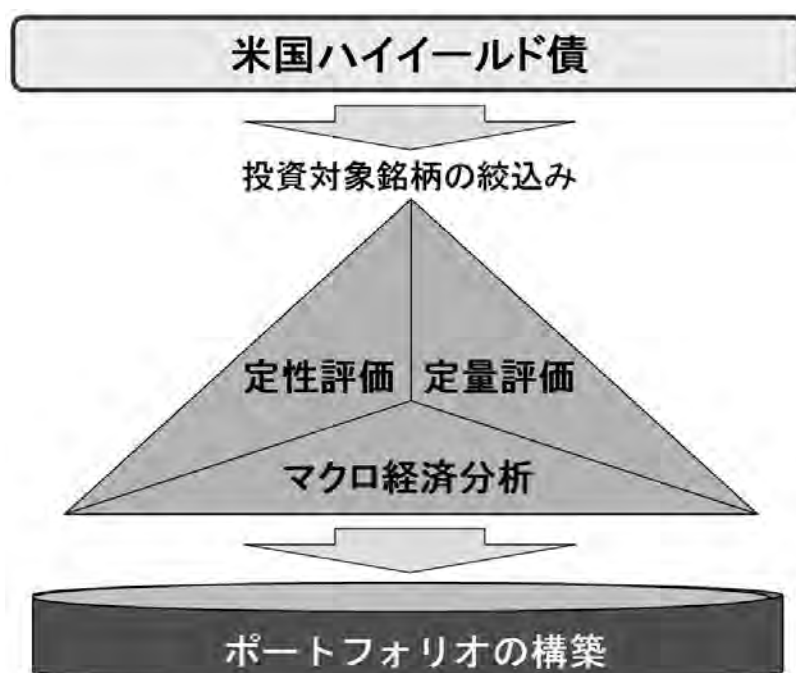 米国ハイイールド債
投資対象銘柄の絞込み
定性評価
定量評価
マクロ経済分析
ポートフォリオの構築